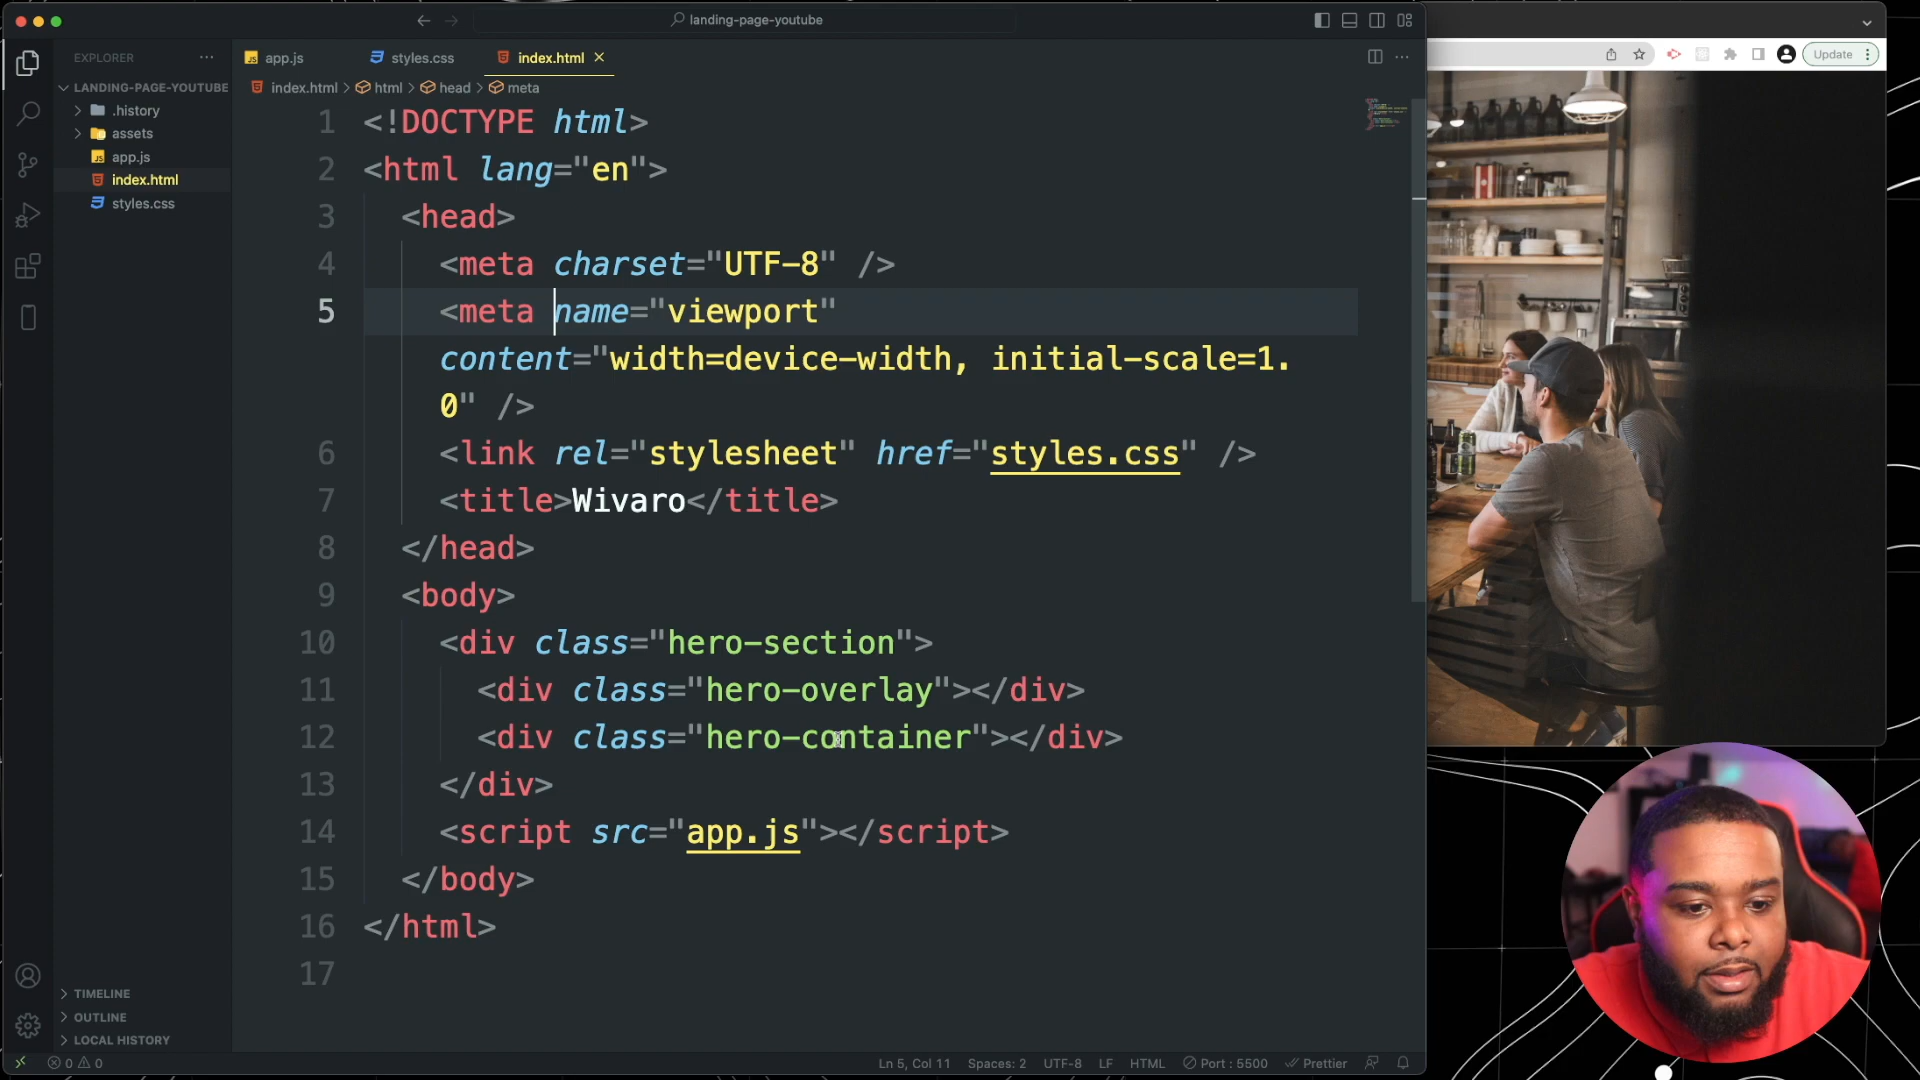 landing-page-youtube
EXPLORER
app.js
styles.css
index.html
Update
LANDING-PAGE-YOUTUBE
.history
assets
app.js
index.html
styles.css
index.html > html > head > meta
1 <!DOCTYPE html>
2 <html lang="en">
3 <head>
4 <meta charset="UTF-8" />
5 <meta name="viewport"
content="width=device-width, initial-scale=1.
0" />
6 <link rel="stylesheet" href="styles.css" />
7 <title>Wivaro</title>
8 </head>
9 <body>
10 <div class="hero-section">
11 <div class="hero-overlay"></div>
12 <div class="hero-container"></div>
13 </div>
14 <script src="app.js"></script>
15 </body>
16 </html>
17
TIMELINE
OUTLINE
LOCAL HISTORY
0 0
Ln 5, Col 11
Spaces: 2
UTF-8
LF
HTML
Port : 5500
Prettier